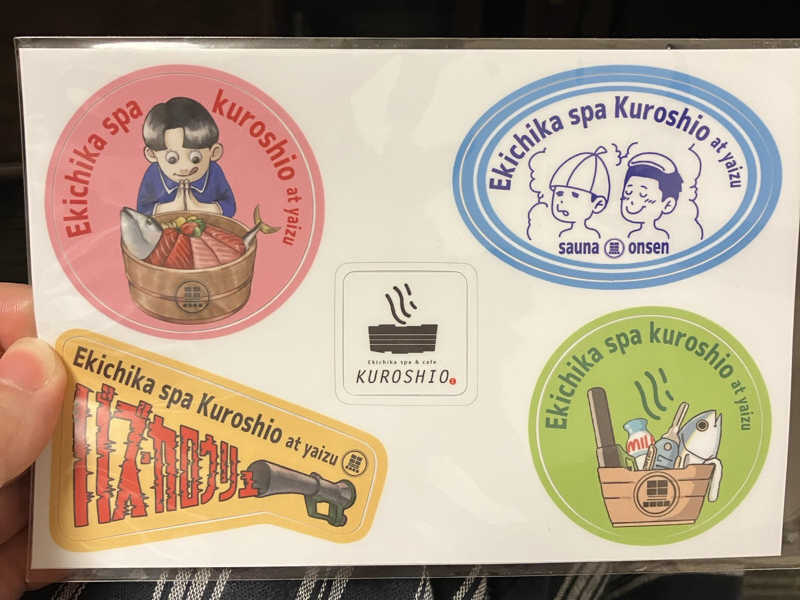 Ekichika spa kuroshio at yaizu
Ekichika spa Kuroshio at yaizu
sauna onsen
Ekichika spa & cafe
KUROSHIO
Ekichika spa Kuroshio at yaizu
バズーカロウリュ
Ekichika spa kuroshio at yaizu
MILK